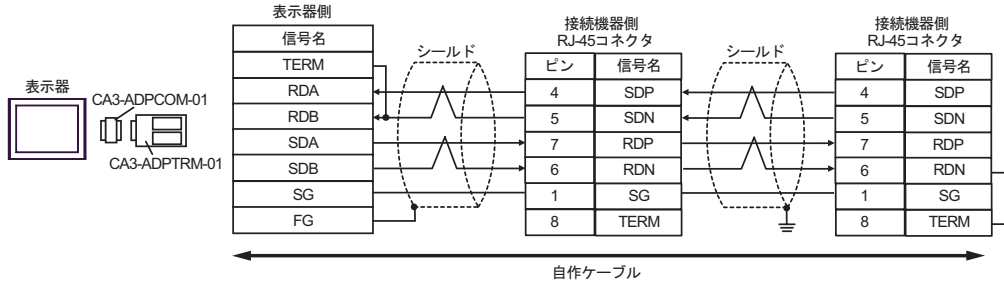 表示器
CA3-ADPCOM-01
CA3-ADPTRM-01
表示器側
信号名
TERM
RDA
RDB
SDA
SDB
SG
FG
シールド
接続機器側
RJ-45コネクタ
ピン 信号名
4 SDP
5 SDN
7 RDP
6 RDN
1 SG
8 TERM
シールド
接続機器側
RJ-45コネクタ
ピン 信号名
4 SDP
5 SDN
7 RDP
6 RDN
1 SG
8 TERM
自作ケーブル